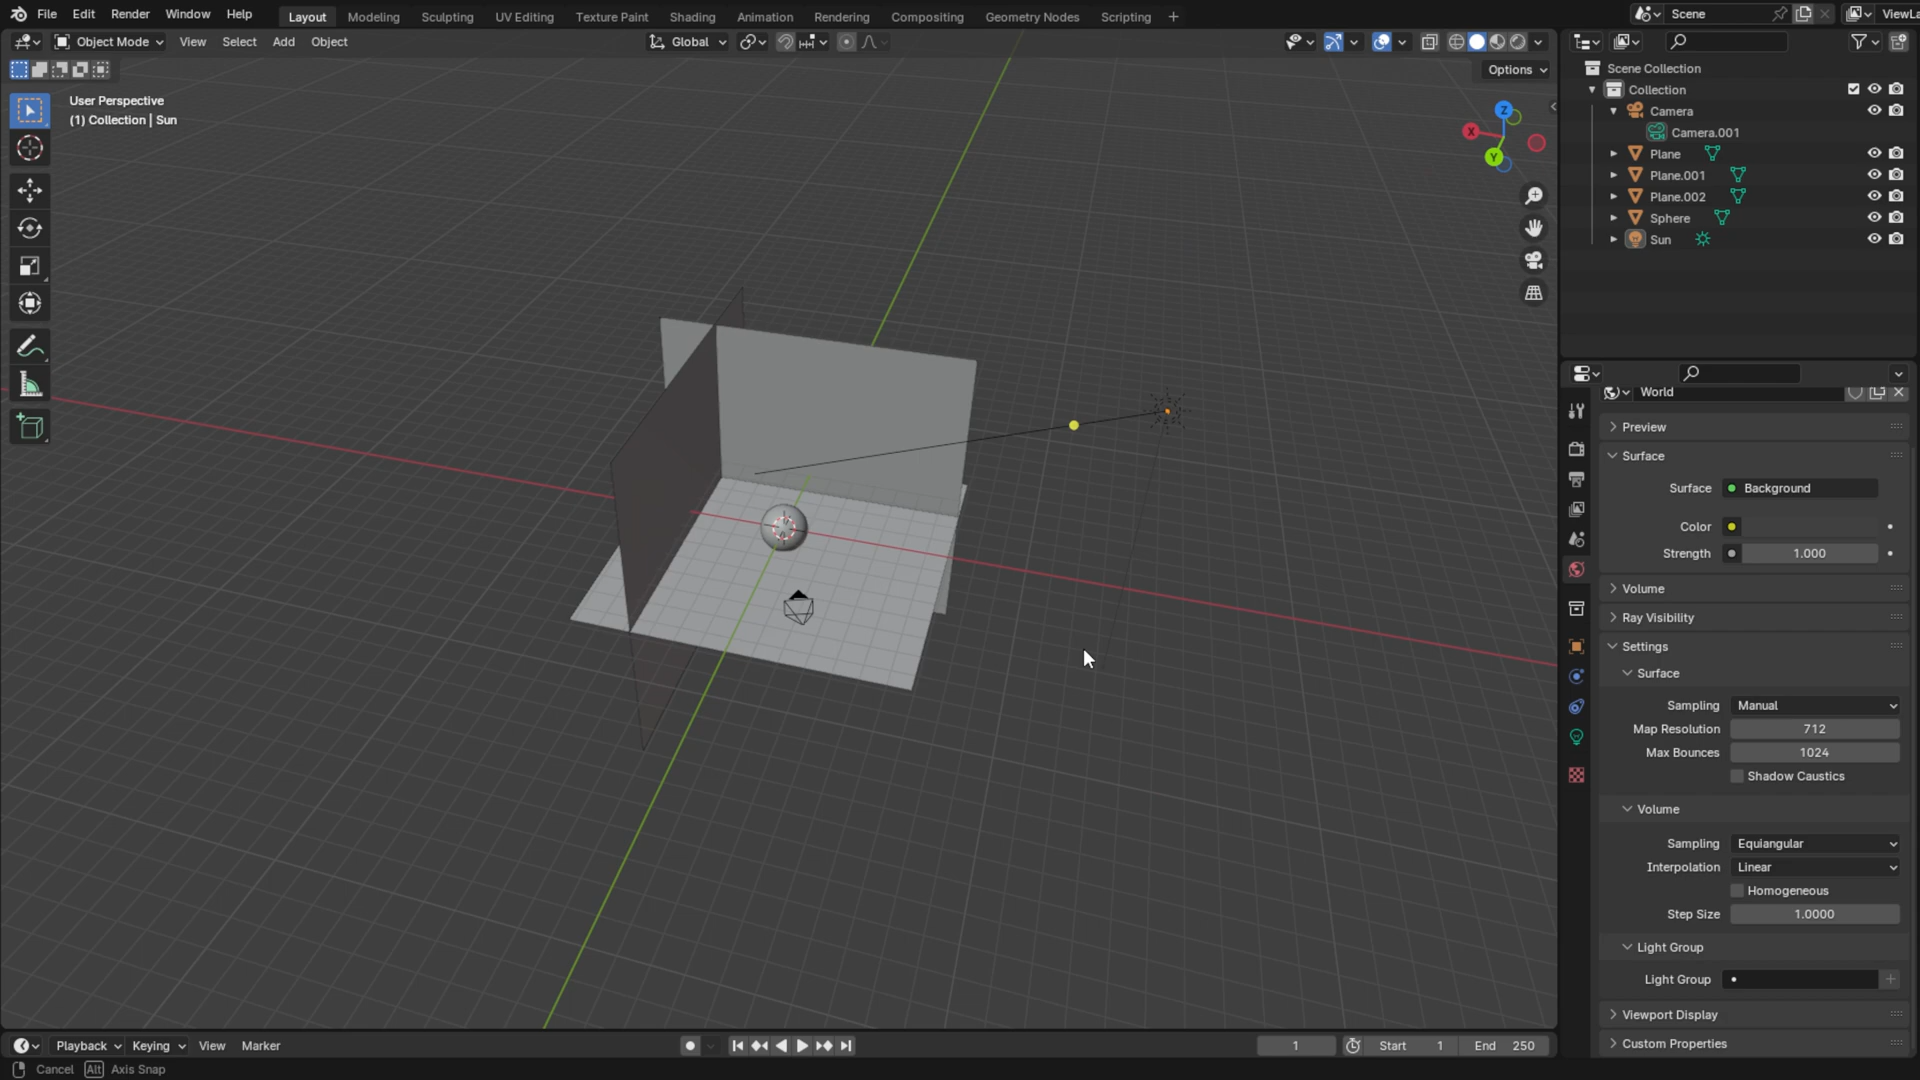 File Edit Render Window Help Layout Modeling Sculpting UV Editing Texture Paint Shading Animation Rendering Compositing Geometry Nodes Scripting + Scene ViewLa
Object Mode View Select Add Object Global
Options
User Perspective
(1) Collection | Sun
Z
X
Y
Scene Collection
Collection
Camera
Camera.001
Plane
Plane.001
Plane.002
Sphere
Sun
World
Preview
Surface
Surface Background
Color
Strength 1.000
Volume
Ray Visibility
Settings
Surface
Sampling Manual
Map Resolution 712
Max Bounces 1024
Shadow Caustics
Volume
Sampling Equiangular
Interpolation Linear
Homogeneous
Step Size 1.0000
Light Group
Light Group
Viewport Display
Custom Properties
Playback Keying View Marker 1 Start 1 End 250
Cancel Alt Axis Snap